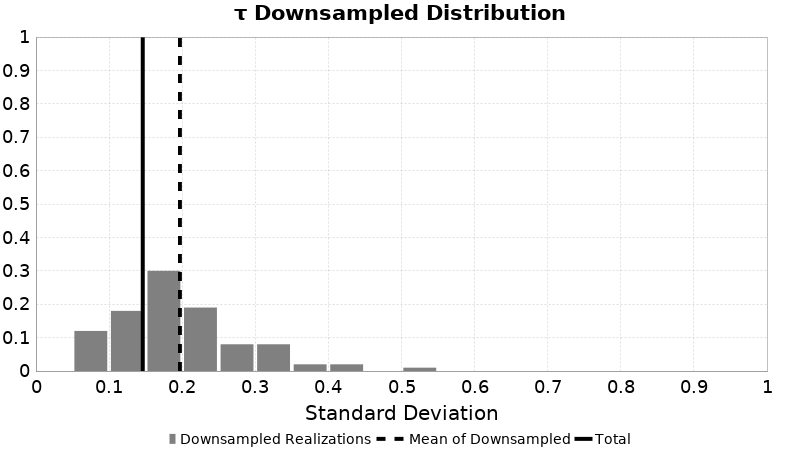 τ Downsampled Distribution
1
0.9
0.8
0.7
0.6
0.5
0.4
0.3
0.2
0.1
0
0 0.1 0.2 0.3 0.4 0.5 0.6 0.7 0.8 0.9 1
Standard Deviation
Downsampled Realizations Mean of Downsampled Total